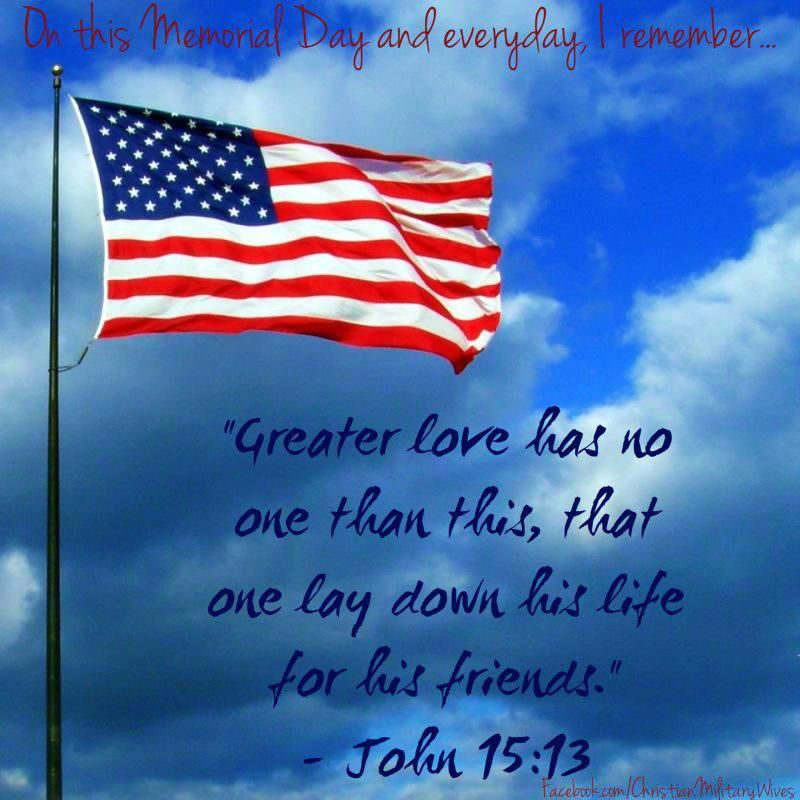 On this Memorial Day and everyday, I remember...
"Greater love has no
one than this, that
one lay down his life
for his friends."
- John 15:13
Facebook.com/ChristianMilitaryWives